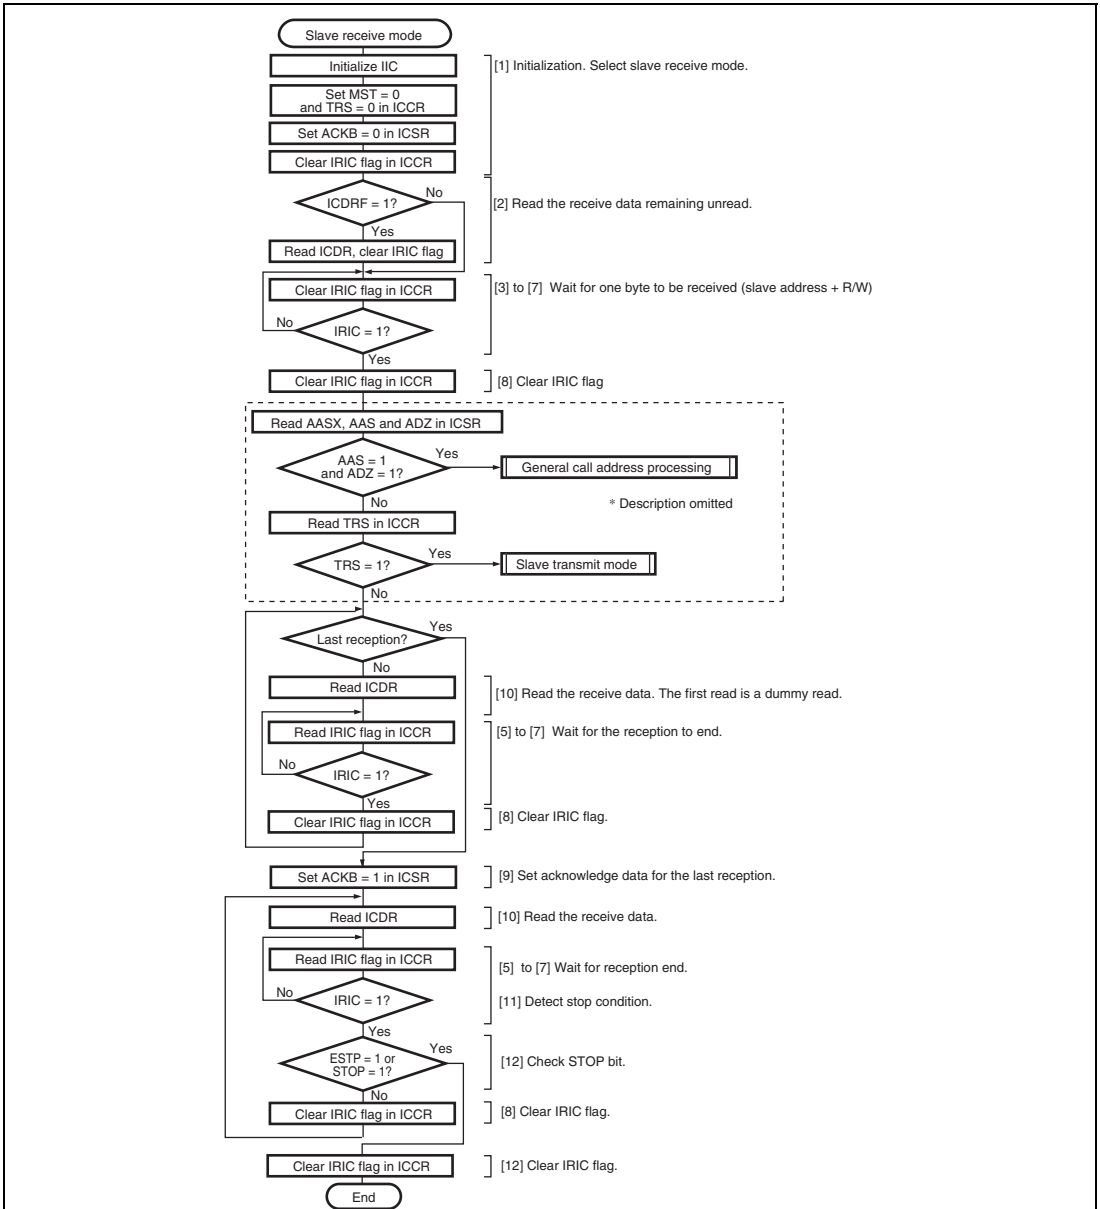 Slave receive mode
Initialize IIC
[1] Initialization. Select slave receive mode.
Set MST = 0
and TRS = 0 in ICCR
Set ACKB = 0 in ICSR
Clear IRIC flag in ICCR
No
ICDRF = 1?
[2] Read the receive data remaining unread.
Yes
Read ICDR, clear IRIC flag
Clear IRIC flag in ICCR
[3] to [7] Wait for one byte to be received (slave address + R/W)
No
IRIC = 1?
Yes
Clear IRIC flag in ICCR
[8] Clear IRIC flag
Read AASX, AAS and ADZ in ICSR
AAS = 1
and ADZ = 1?
Yes
General call address processing
* Description omitted
No
Read TRS in ICCR
TRS = 1?
Yes
Slave transmit mode
No
Last reception?
Yes
No
Read ICDR
[10] Read the receive data. The first read is a dummy read.
Read IRIC flag in ICCR
[5] to [7] Wait for the reception to end.
No
IRIC = 1?
Yes
Clear IRIC flag in ICCR
[8] Clear IRIC flag.
Set ACKB = 1 in ICSR
[9] Set acknowledge data for the last reception.
Read ICDR
[10] Read the receive data.
Read IRIC flag in ICCR
[5] to [7] Wait for reception end.
No
IRIC = 1?
[11] Detect stop condition.
Yes
ESTP = 1 or
STOP = 1?
Yes
[12] Check STOP bit.
No
Clear IRIC flag in ICCR
[8] Clear IRIC flag.
Clear IRIC flag in ICCR
[12] Clear IRIC flag.
End